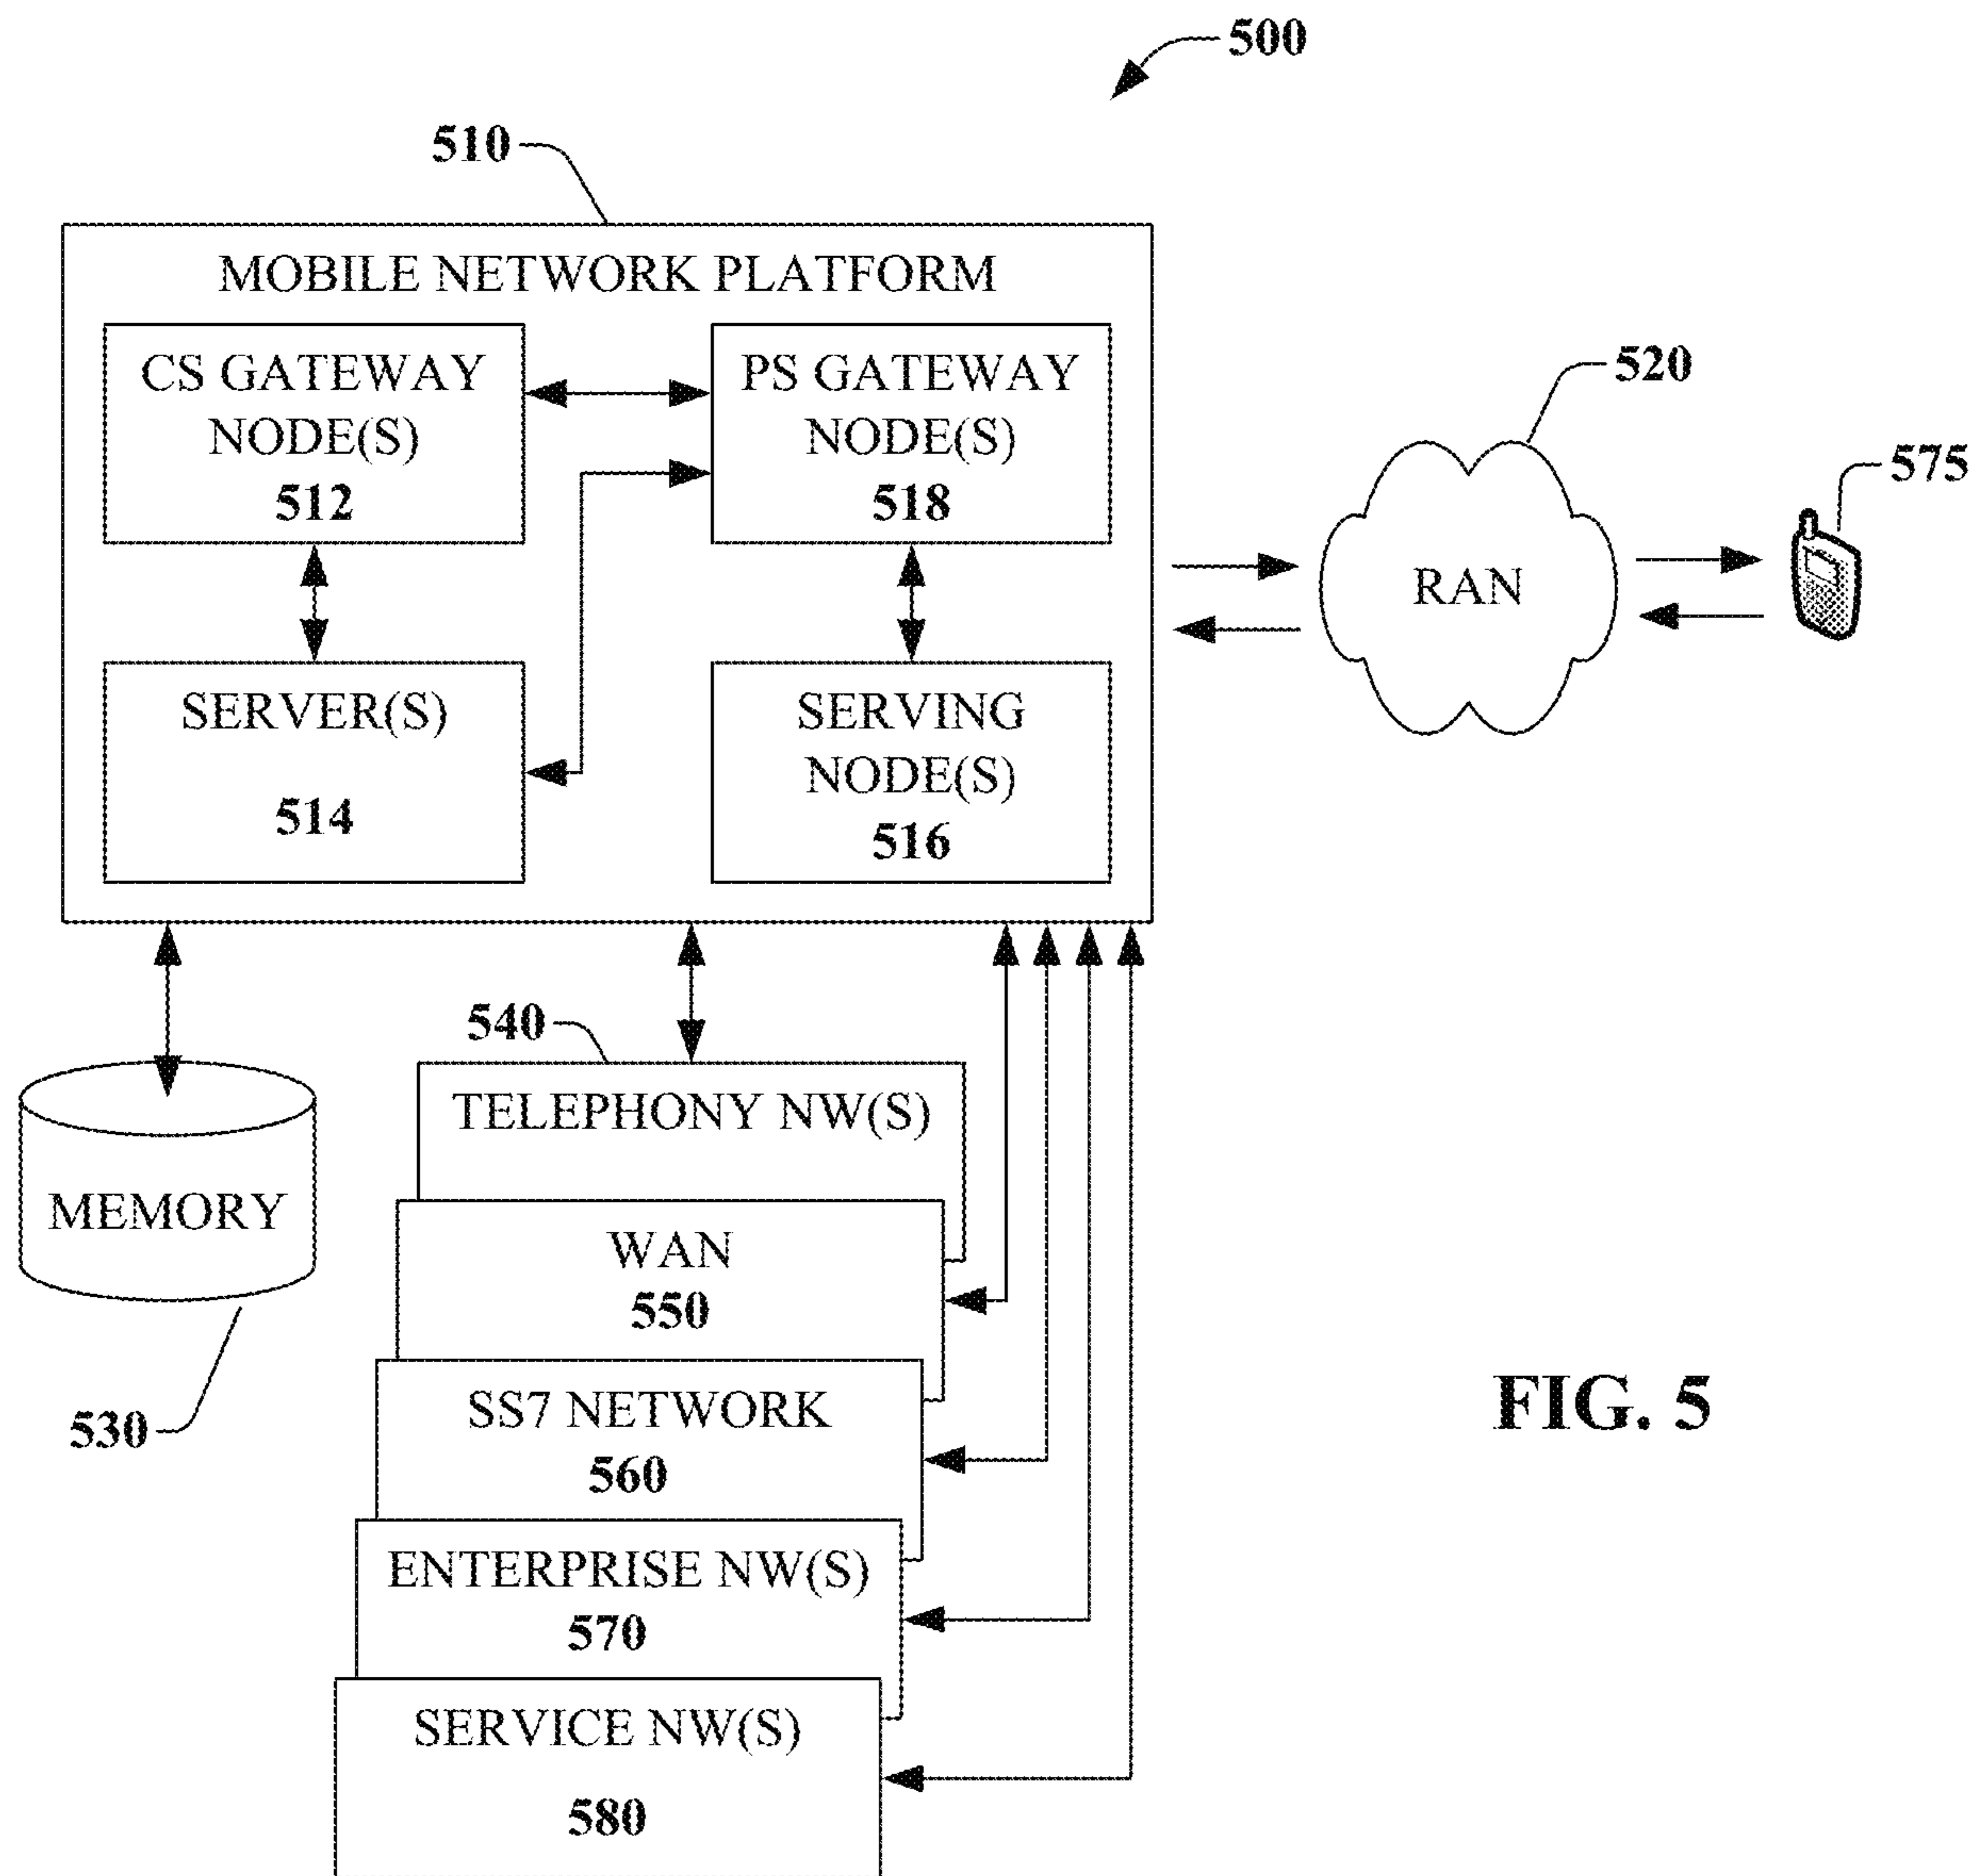 500
510
MOBILE NETWORK PLATFORM
CS GATEWAY
NODE(S)
512
PS GATEWAY
NODE(S)
518
SERVER(S)
514
SERVING
NODE(S)
516
520
RAN
575
540
TELEPHONY NW(S)
MEMORY
530
WAN
550
SS7 NETWORK
560
ENTERPRISE NW(S)
570
SERVICE NW(S)
580
FIG. 5